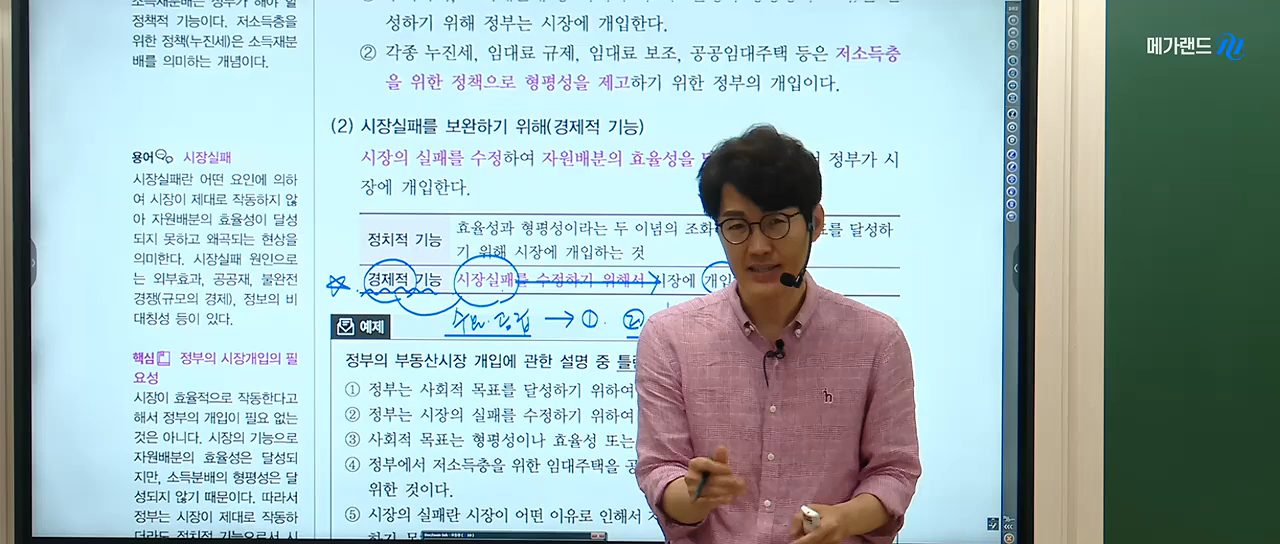 소득재분배는 정부가 해야 할
정책적 기능이다. 저소득층을
위한 정책(누진세)은 소득재분
배를 의미하는 개념이다.
성하기 위해 정부는 시장에 개입한다.
② 각종 누진세, 임대료 규제, 임대료 보조, 공공임대주택 등은 저소득층
을 위한 정책으로 형평성을 제고하기 위한 정부의 개입이다.
(2) 시장실패를 보완하기 위해(경제적 기능)
시장의 실패를 수정하여 자원배분의 효율성을
정부가 시
장에 개입한다.
용어 시장실패
시장실패란 어떤 요인에 의하
여 시장이 제대로 작동하지 않
아 자원배분의 효율성이 달성
되지 못하고 왜곡되는 현상을
의미한다. 시장실패 원인으로
는 외부효과, 공공재, 불완전
경쟁(규모의 경제), 정보의 비
대칭성 등이 있다.
정치적 기능
효율성과 형평성이라는 두 이념의 조화
를 달성하
기 위해 시장에 개입하는 것
경제적 기능 시장실패를 수정하기 위해서 시장에 개입
수요·공급 → ①. ②
예제
정부의 부동산시장 개입에 관한 설명 중 틀린
① 정부는 사회적 목표를 달성하기 위하여
② 정부는 시장의 실패를 수정하기 위하여
③ 사회적 목표는 형평성이나 효율성 또는
④ 정부에서 저소득층을 위한 임대주택을
위한 것이다.
⑤ 시장의 실패란 시장이 어떤 이유로 인해서
핵심 정부의 시장개입의 필
요성
시장이 효율적으로 작동한다고
해서 정부의 개입이 필요 없는
것은 아니다. 시장의 기능으로
자원배분의 효율성은 달성되
지만, 소득분배의 형평성은 달
성되지 않기 때문이다. 따라서
정부는 시장이 제대로 작동하
더라도 정치적 기능으로서 시
메가랜드
h